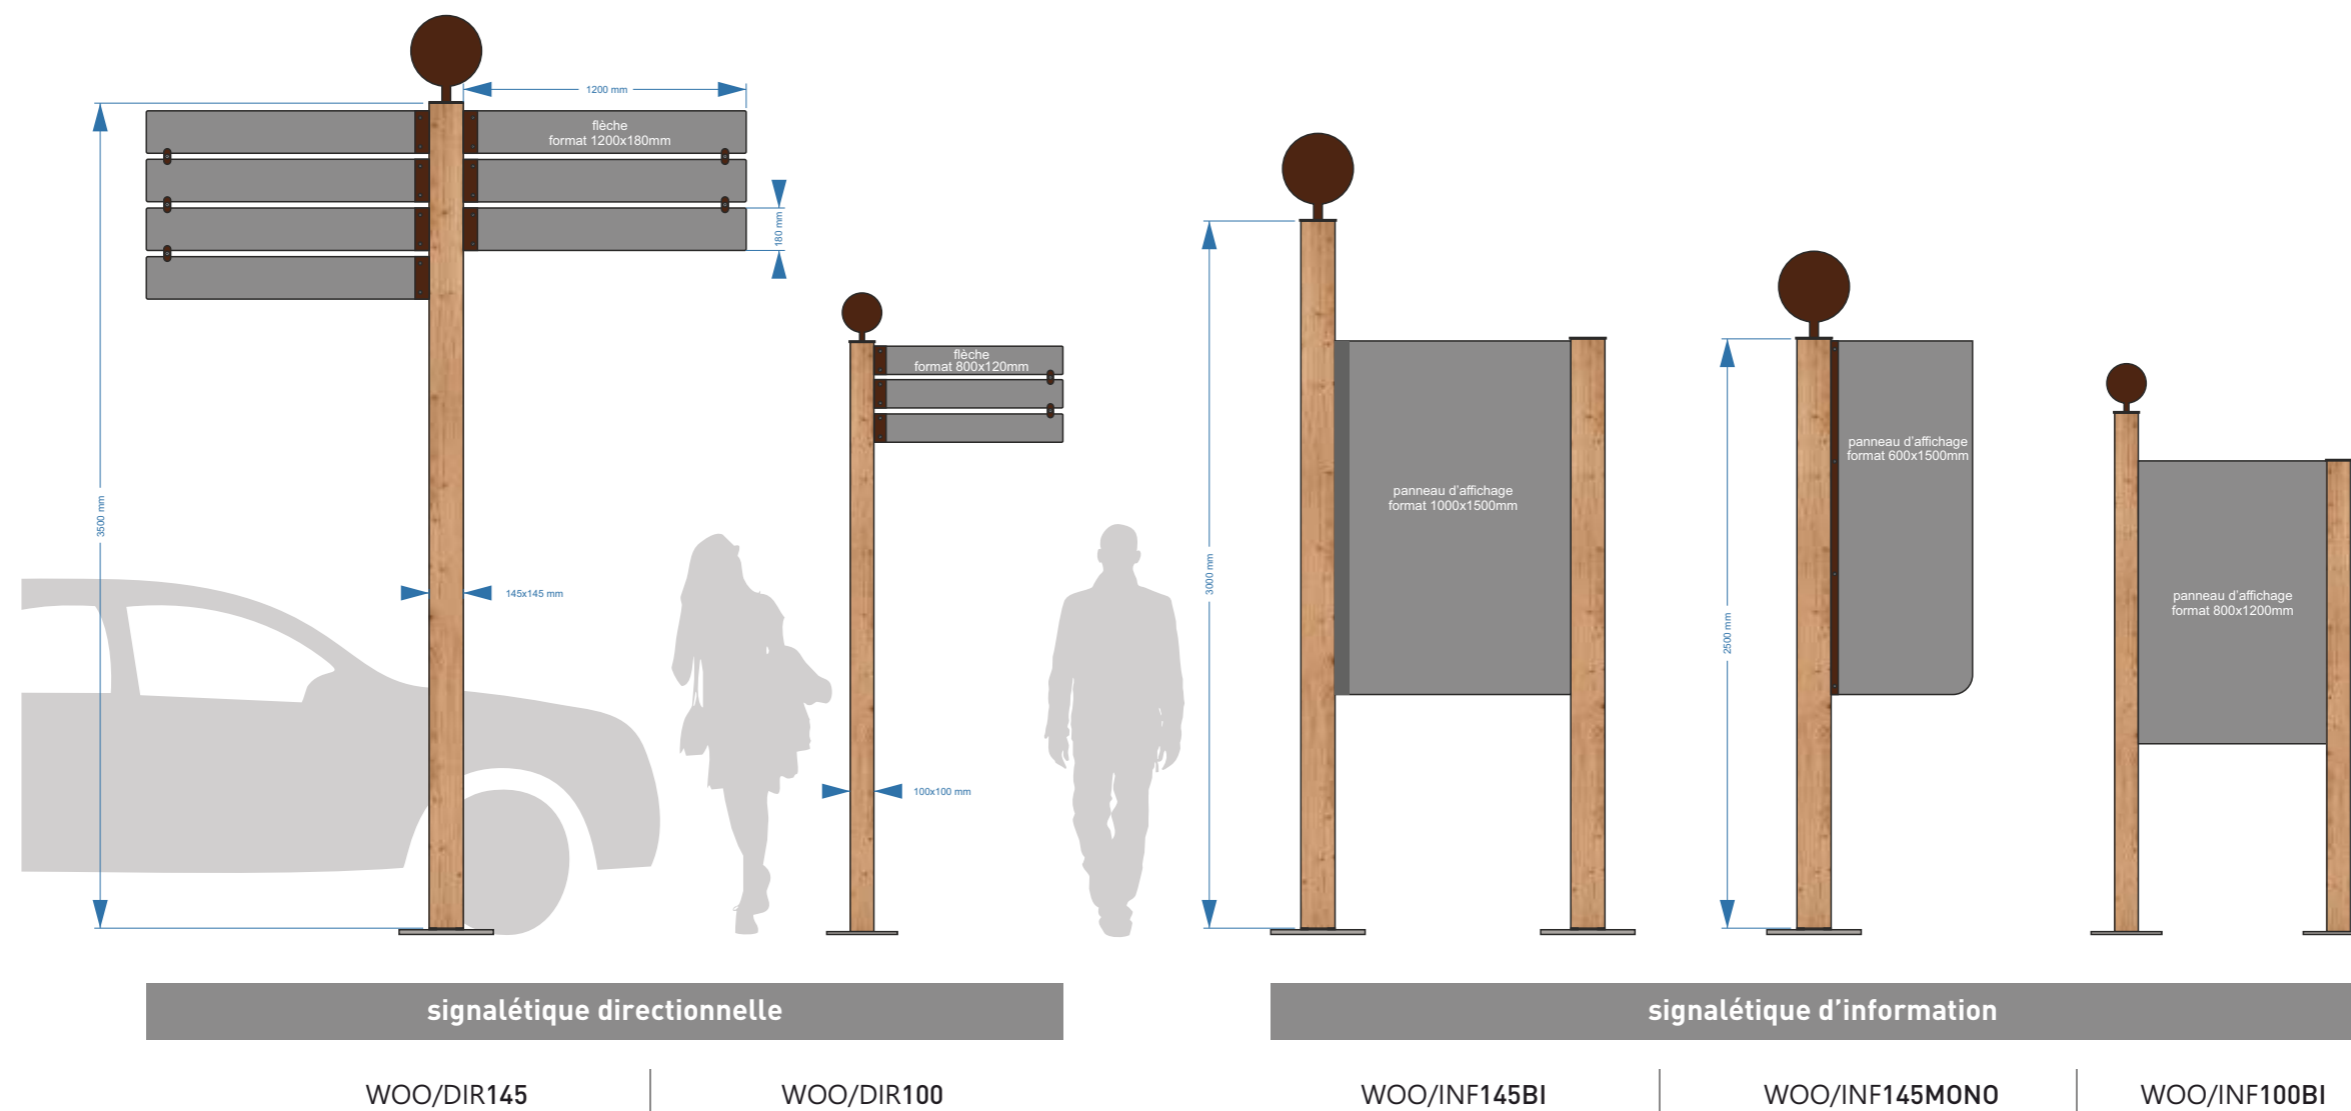 1200 mm
flèche
format 1200x180mm
180 mm
3500 mm
145x145 mm
flèche
format 800x120mm
100x100 mm
panneau d'affichage
format 1000x1500mm
3000 mm
panneau d'affichage
format 600x1500mm
2500 mm
panneau d'affichage
format 800x1200mm
signalétique directionnelle
signalétique d'information
WOO/DIR145
WOO/DIR100
WOO/INF145BI
WOO/INF145MONO
WOO/INF100BI